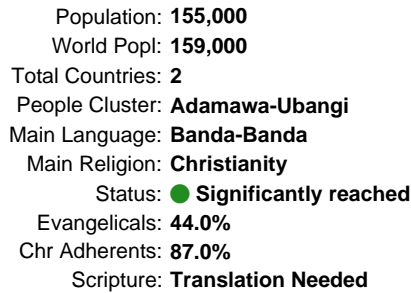 Population: 155,000
World Popl: 159,000
Total Countries: 2
People Cluster: Adamawa-Ubangi
Main Language: Banda-Banda
Main Religion: Christianity
Status: Significantly reached
Evangelicals: 44.0%
Chr Adherents: 87.0%
Scripture: Translation Needed